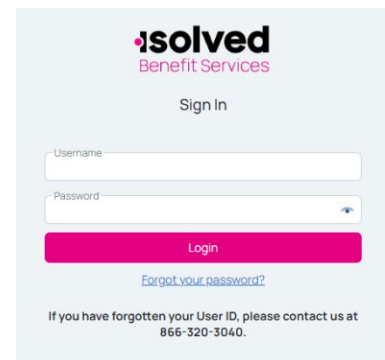 isolved
Benefit Services
Sign In
Username
Password
Login
Forgot your password?
If you have forgotten your User ID, please contact us at
866-320-3040.